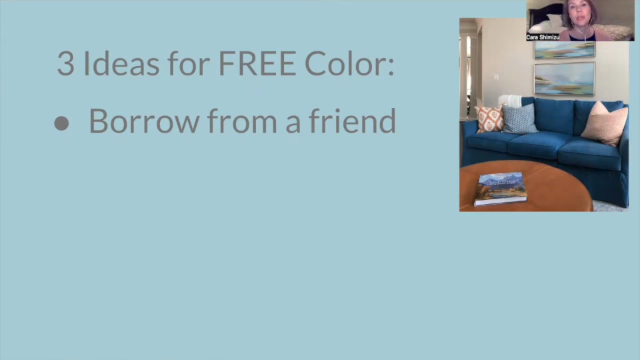 3 Ideas for FREE Color:
● Borrow from a friend
Dara Shimizu